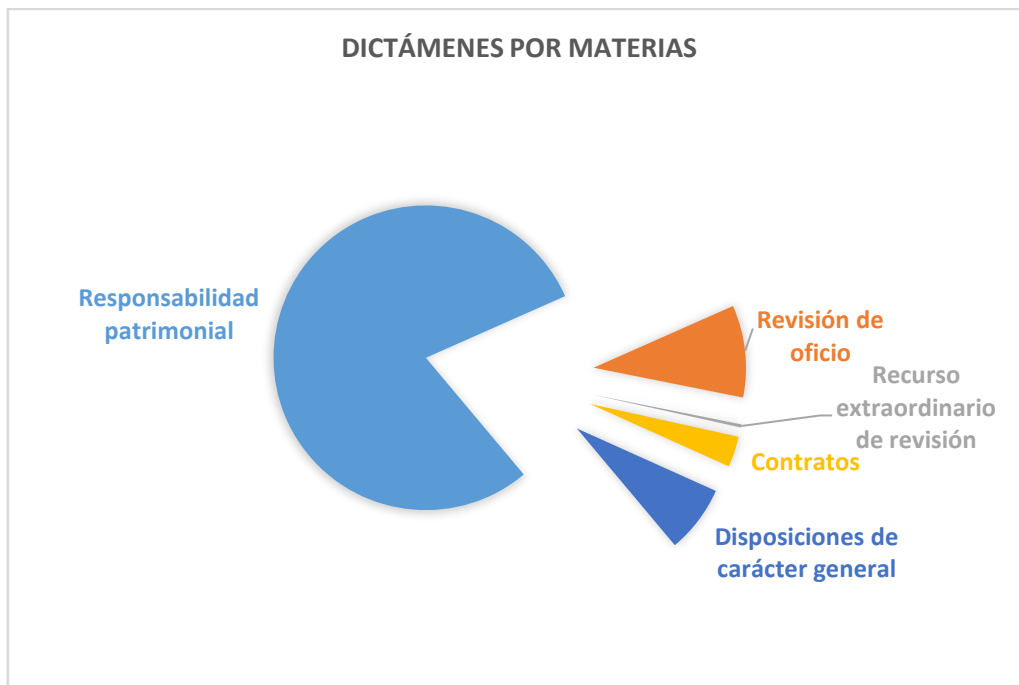 DICTÁMENES POR MATERIAS
Responsabilidad
patrimonial
Revisión de
oficio
Recurso
extraordinario
de revisión
Contratos
Disposiciones de
carácter general